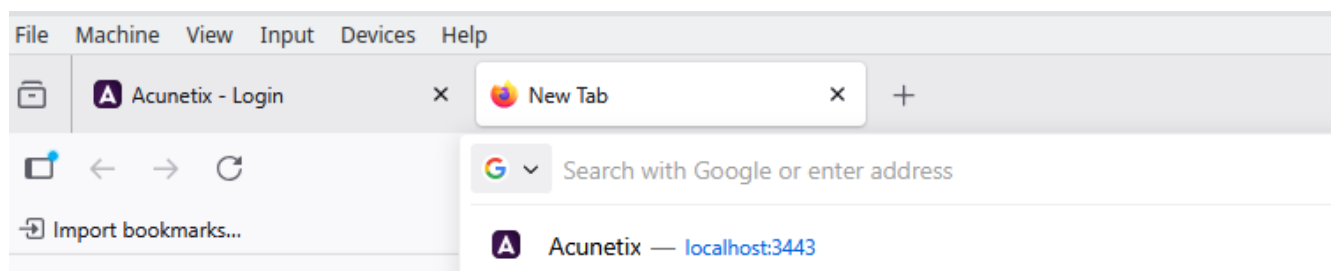 File Machine View Input Devices Help
Acunetix - Login New Tab
Search with Google or enter address
Import bookmarks...
Acunetix — localhost:3443